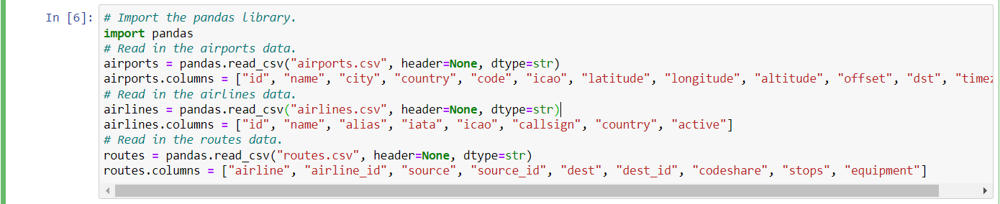 In [6]: # Import the pandas library.
import pandas
# Read in the airports data.
airports = pandas.read_csv("airports.csv", header=None, dtype=str)
airports.columns = ["id", "name", "city", "country", "code", "icao", "latitude", "longitude", "altitude", "offset", "dst",
# Read in the airlines data.
airlines = pandas.read_csv("airlines.csv", header=None, dtype=str)
airlines.columns = ["id", "name", "alias", "iata", "icao", "callsign", "country", "active"]
# Read in the routes data.
routes = pandas.read_csv("routes.csv", header=None, dtype=str)
routes.columns = ["airline", "airline_id", "source", "source_id", "dest", "dest_id", "codeshare", "stops", "equipment"]